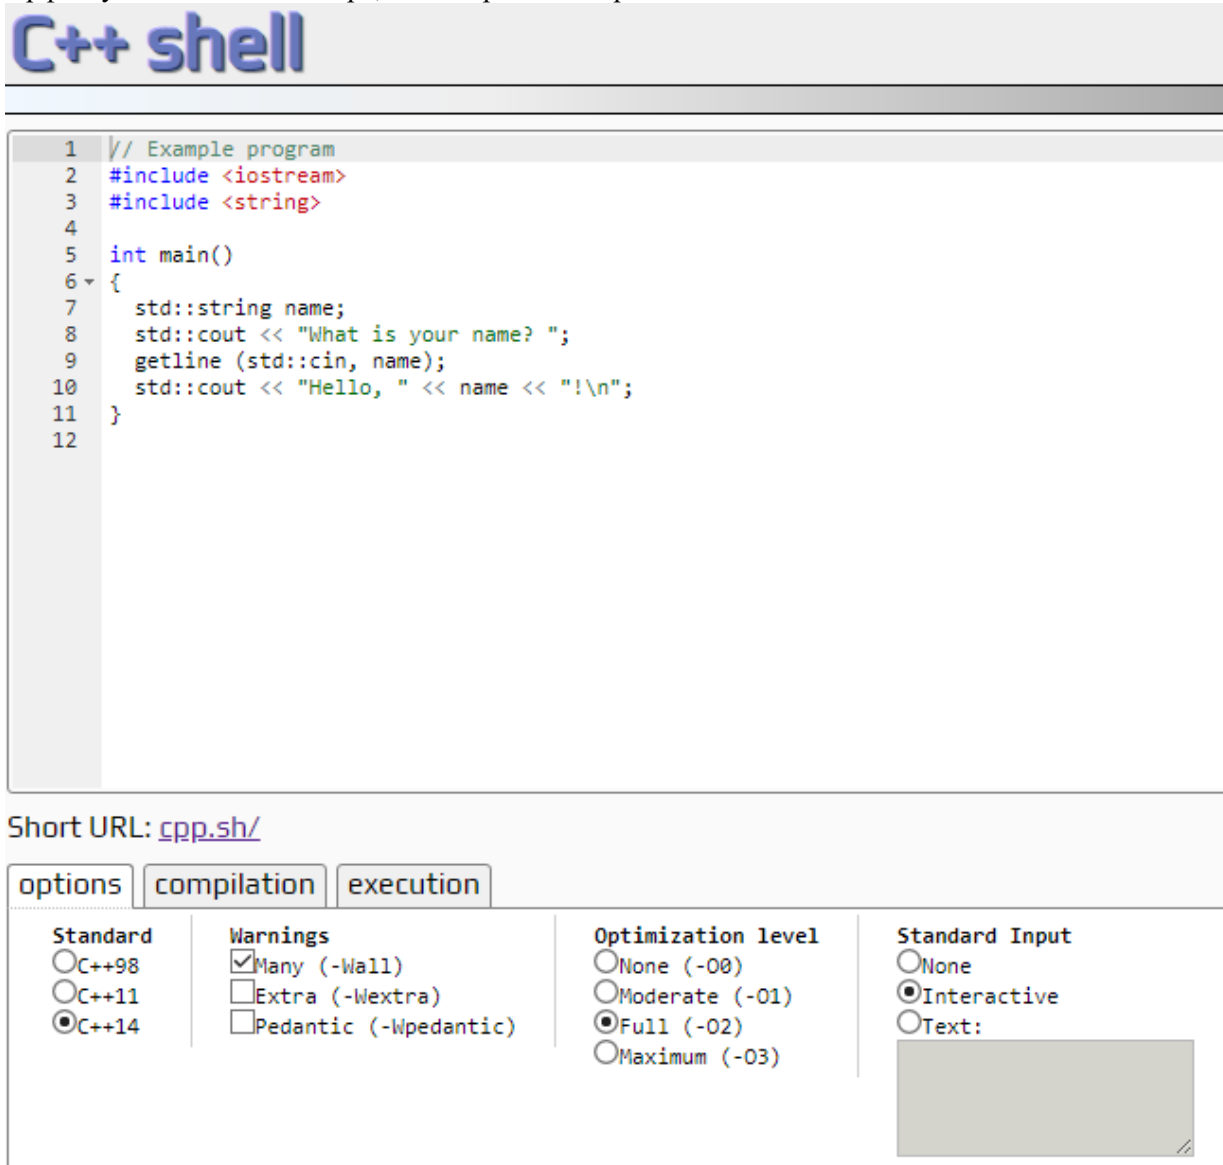 C++ shell
1 // Example program
2 #include <iostream>
3 #include <string>
4
5 int main()
6 {
7 std::string name;
8 std::cout << "What is your name? ";
9 getline (std::cin, name);
10 std::cout << "Hello, " << name << "!\n";
11 }
12
Short URL: cpp.sh/
options compilation execution
Standard Warnings Optimization level Standard Input
C++98 Many (-Wall) None (-O0) None
C++11 Extra (-Wextra) Moderate (-O1) Interactive
C++14 Pedantic (-Wpedantic) Full (-O2) Text:
Maximum (-O3)